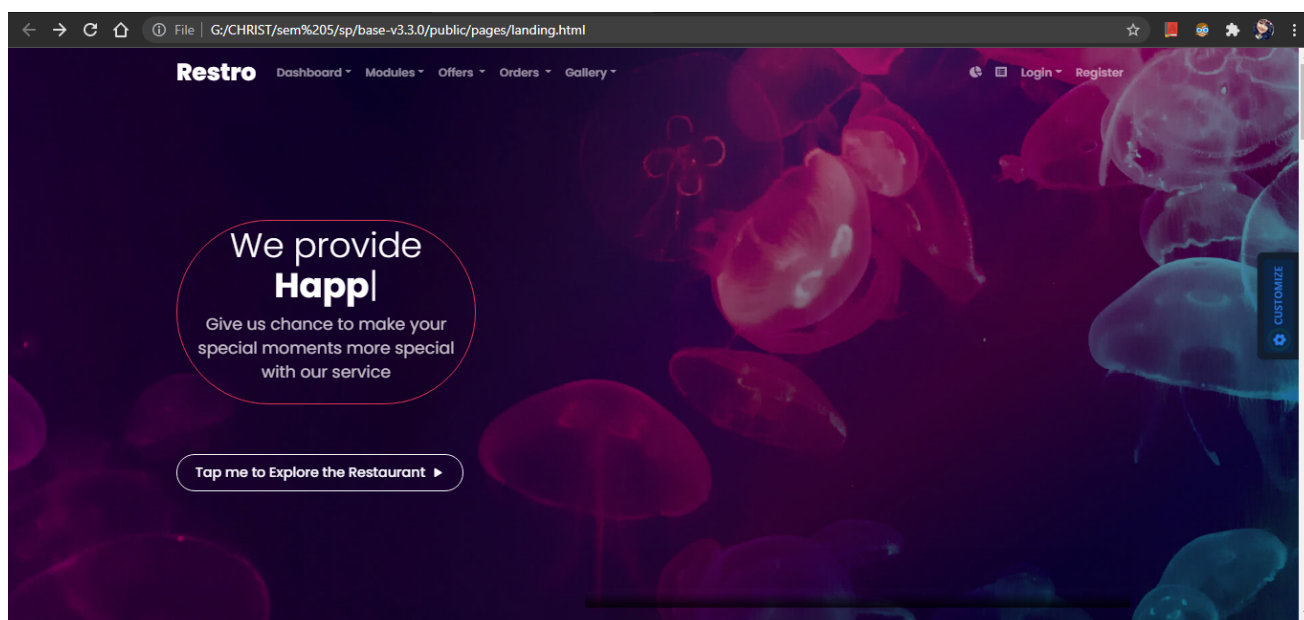 File | G:/CHRIST/sem%205/sp/base-v3.3.0/public/pages/landing.html
Restro Dashboard Modules Offers Orders Gallery Login Register
We provide
Happ|
Give us chance to make your
special moments more special
with our service
Tap me to Explore the Restaurant
CUSTOMIZE